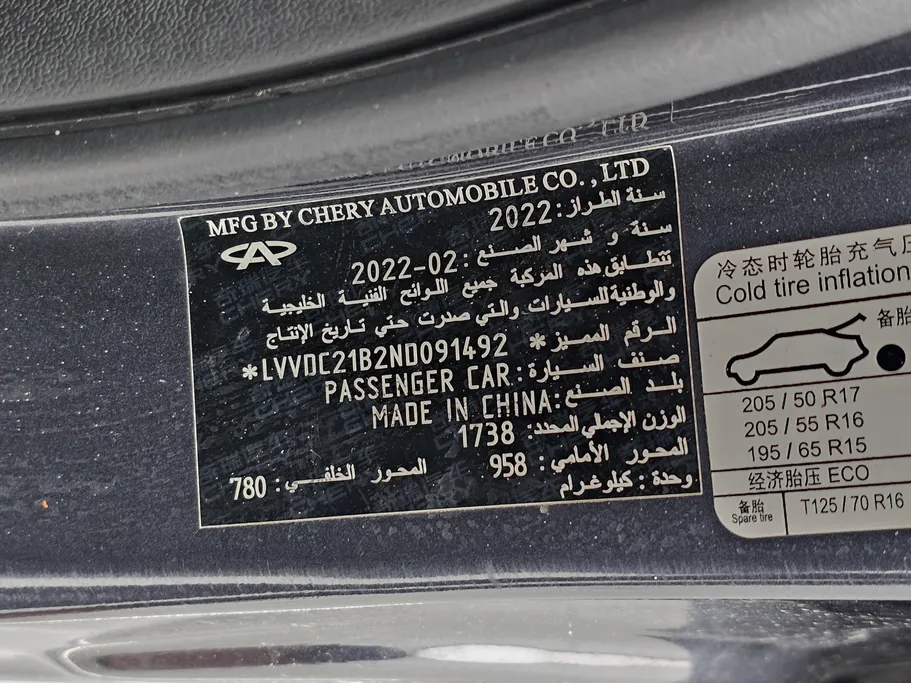 MFG BY CHERY AUTOMOBILE CO. , LTD
سنة الطراز: 2022
سنة و شهر الصنع: 2022-02
تتطابق هذه المركبة جميع اللوائح الفنية الخليجية
والوطنية للسيارات والتي صدرت حتي تاريخ الإنتاج
الرقم المميز: *LVVDC21B2ND091492*
صنف السيارة: PASSENGER CAR
بلد الصنع: MADE IN CHINA
الوزن الإجملي المحدد: 1738
المحور الأمامي: 958 المحور الخلفي: 780
وحدة: كيلوغرام
冷态时轮胎充气压
Cold tire inflation
备胎
205 / 50 R17
205 / 55 R16
195 / 65 R15
经济胎压 ECO
备胎
Spare tire
T125 / 70 R16